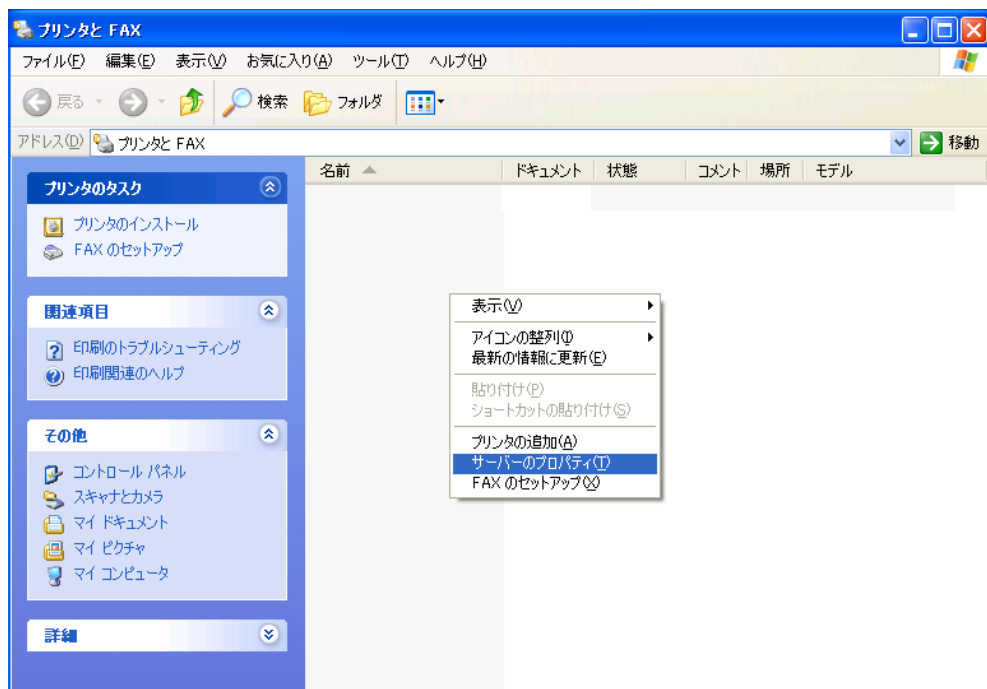 プリンタと FAX
ファイル(F) 編集(E) 表示(V) お気に入り(A) ツール(T) ヘルプ(H)
戻る 検索 フォルダ
アドレス(D) プリンタと FAX 移動
プリンタのタスク
プリンタのインストール
FAX のセットアップ
関連項目
印刷のトラブルシューティング
印刷関連のヘルプ
その他
コントロール パネル
スキャナとカメラ
マイ ドキュメント
マイ ピクチャ
マイ コンピュータ
詳細
名前 ドキュメント 状態 コメント 場所 モデル
表示(V)
アイコンの整列(I)
最新の情報に更新(E)
貼り付け(P)
ショートカットの貼り付け(S)
プリンタの追加(A)
サーバーのプロパティ(T)
FAX のセットアップ(X)